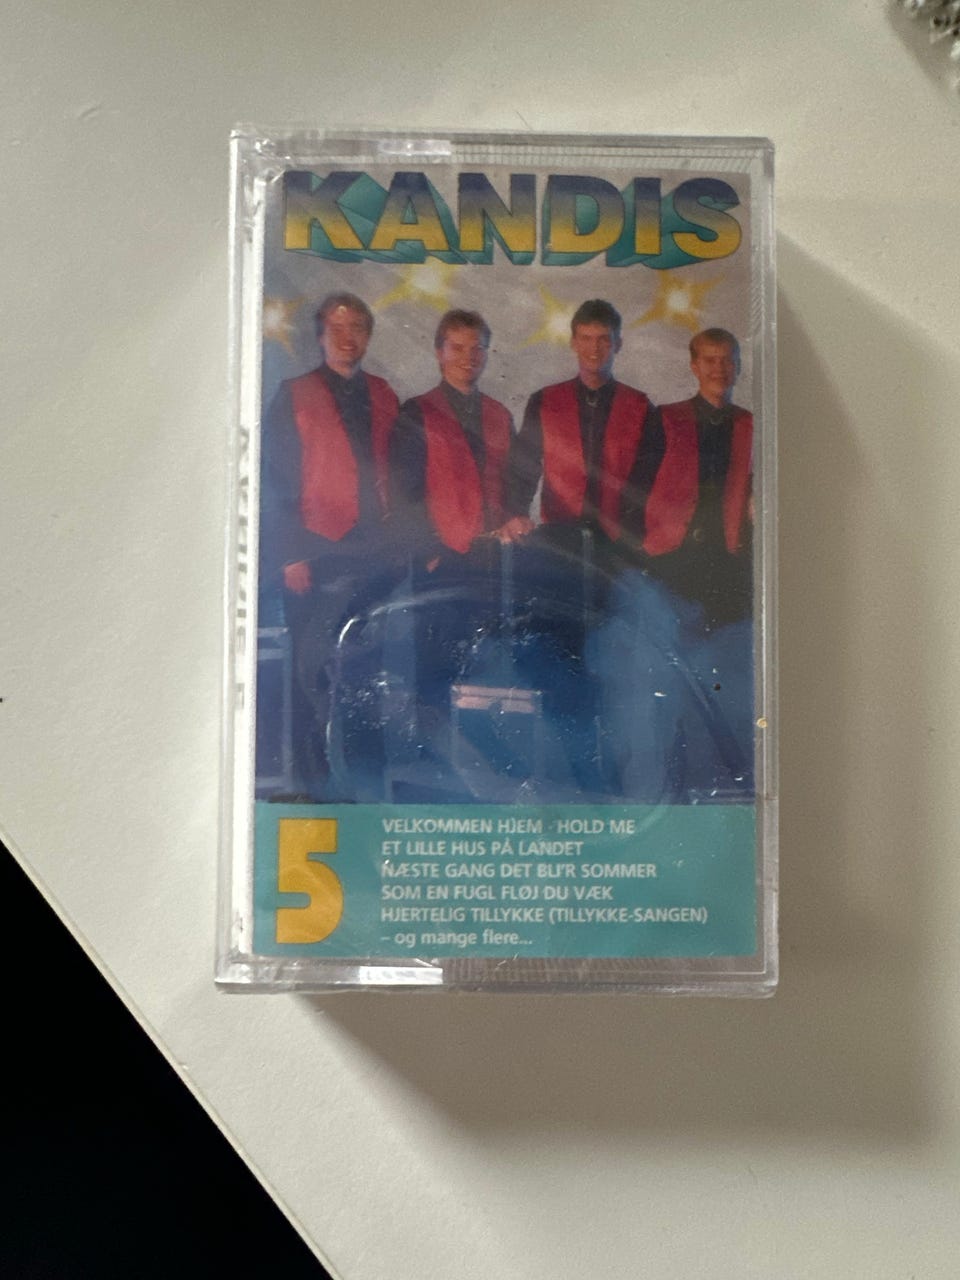 KANDIS
5
VELKOMMEN HJEM · HOLD ME
ET LILLE HUS PÅ LANDET
NÆSTE GANG DET BLI'R SOMMER
SOM EN FUGL FLØJ DU VÆK
HJERTELIG TILLYKKE (TILLYKKE-SANGEN)
– og mange flere...